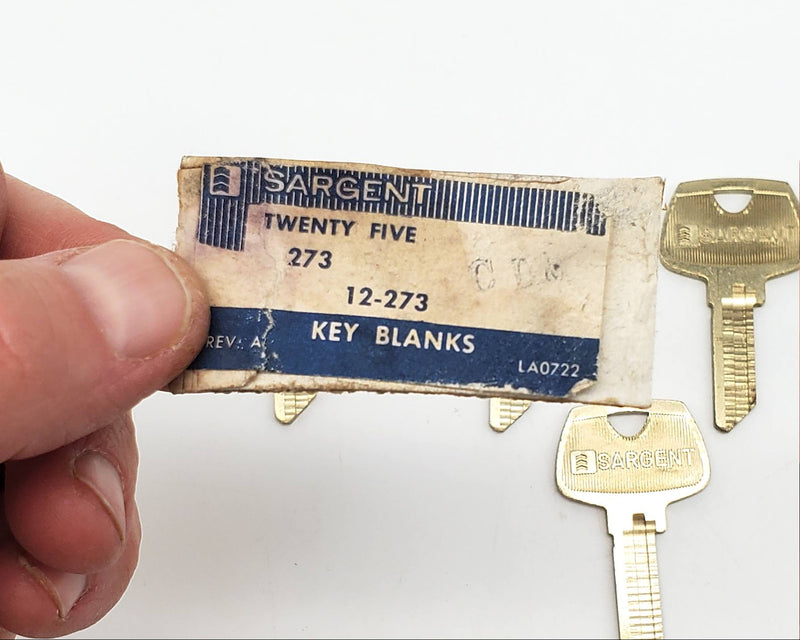 SARGENT
TWENTY FIVE
273
12-273
KEY BLANKS
REV: A
LA0722
SARGENT
SARGENT